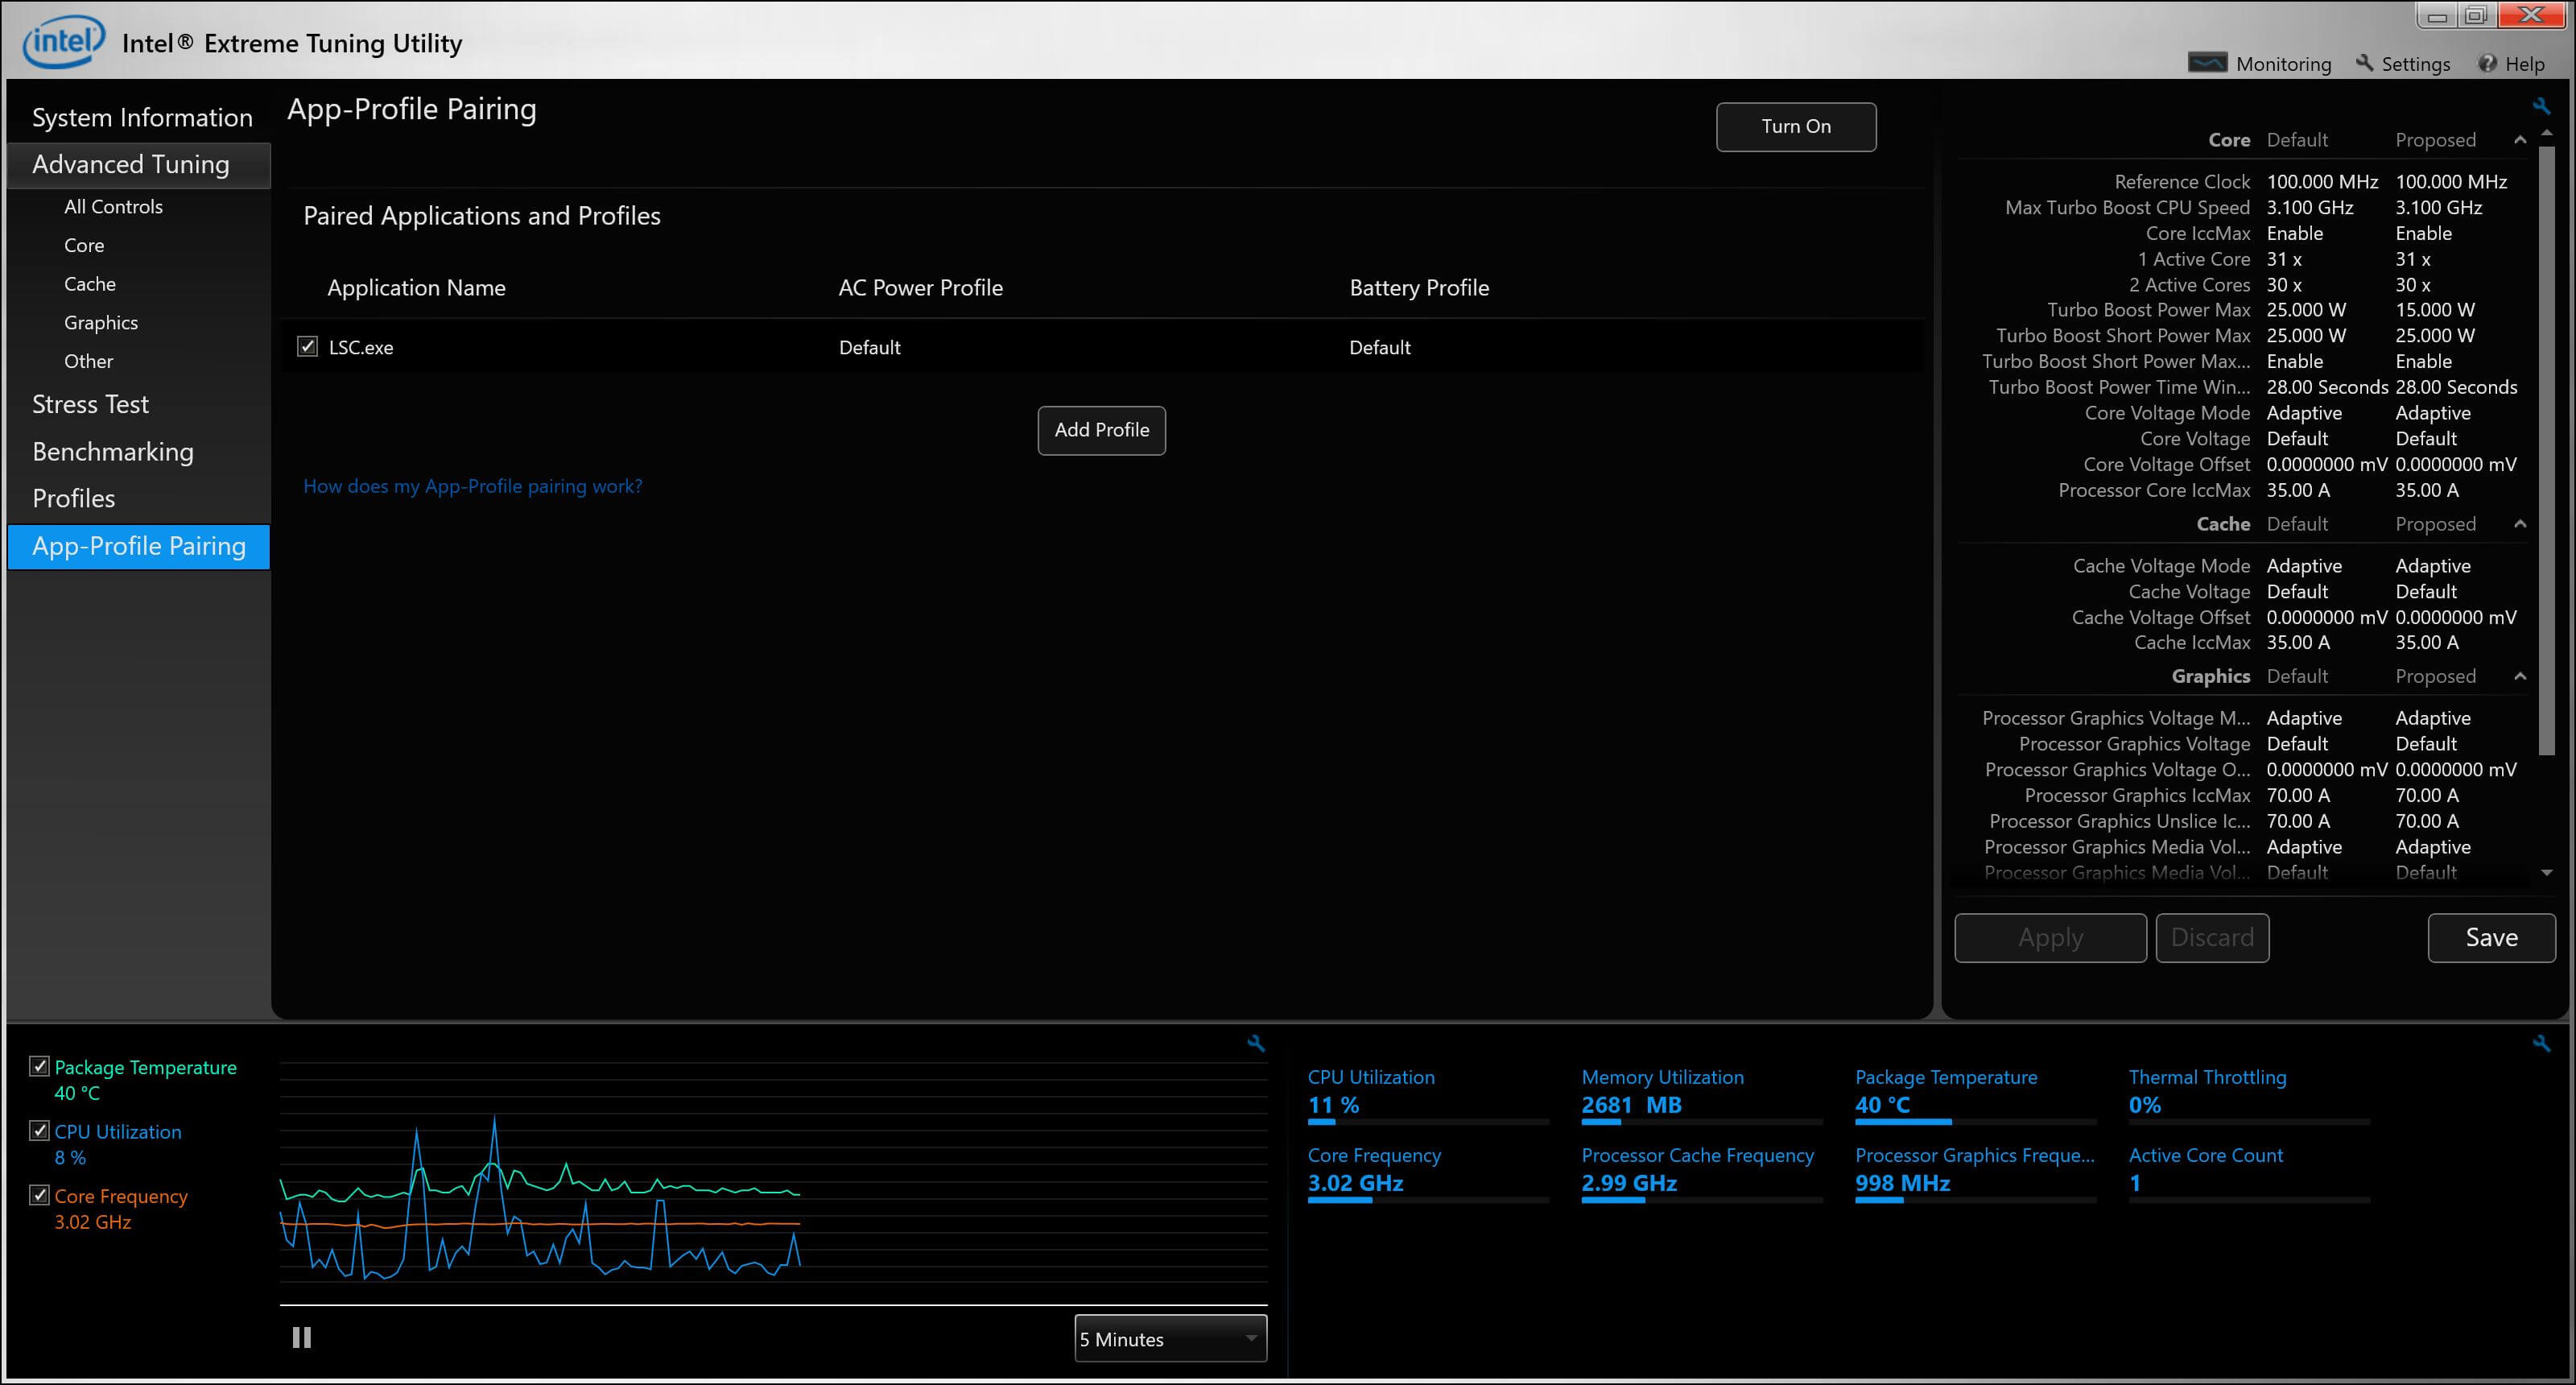 intel Intel® Extreme Tuning Utility
Monitoring Settings Help
System Information
Advanced Tuning
All Controls
Core
Cache
Graphics
Other
Stress Test
Benchmarking
Profiles
App-Profile Pairing
App-Profile Pairing
Turn On
Paired Applications and Profiles
Application Name AC Power Profile Battery Profile
LSC.exe Default Default
Add Profile
How does my App-Profile pairing work?
Core Default Proposed
Reference Clock 100.000 MHz 100.000 MHz
Max Turbo Boost CPU Speed 3.100 GHz 3.100 GHz
Core IccMax Enable Enable
1 Active Core 31 x 31 x
2 Active Cores 30 x 30 x
Turbo Boost Power Max 25.000 W 15.000 W
Turbo Boost Short Power Max 25.000 W 25.000 W
Turbo Boost Short Power Max... Enable Enable
Turbo Boost Power Time Win... 28.00 Seconds 28.00 Seconds
Core Voltage Mode Adaptive Adaptive
Core Voltage Default Default
Core Voltage Offset 0.0000000 mV 0.0000000 mV
Processor Core IccMax 35.00 A 35.00 A
Cache Default Proposed
Cache Voltage Mode Adaptive Adaptive
Cache Voltage Default Default
Cache Voltage Offset 0.0000000 mV 0.0000000 mV
Cache IccMax 35.00 A 35.00 A
Graphics Default Proposed
Processor Graphics Voltage M... Adaptive Adaptive
Processor Graphics Voltage Default Default
Processor Graphics Voltage O... 0.0000000 mV 0.0000000 mV
Processor Graphics IccMax 70.00 A 70.00 A
Processor Graphics Unslice Ic... 70.00 A 70.00 A
Processor Graphics Media Vol... Adaptive Adaptive
Processor Graphics Media Vol... Default Default
Apply Discard Save
Package Temperature
40 °C
CPU Utilization
8 %
Core Frequency
3.02 GHz
5 Minutes
CPU Utilization Memory Utilization Package Temperature Thermal Throttling
11 % 2681 MB 40 °C 0%
Core Frequency Processor Cache Frequency Processor Graphics Freque... Active Core Count
3.02 GHz 2.99 GHz 998 MHz 1